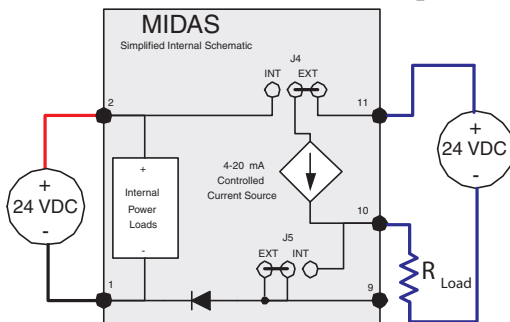 MIDAS
Simplified Internal Schematic
J4
INT EXT
2
11
+
24 VDC
-
+
Internal
Power
Loads
-
4-20 mA
Controlled
Current Source
+
24 VDC
-
10
J5
EXT INT
R Load
1
9